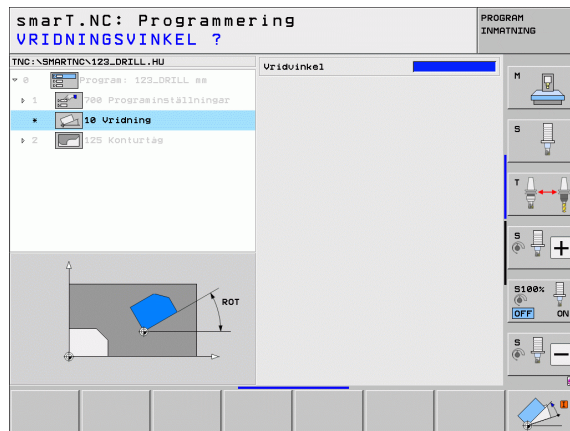 smarT.NC: Programmering
VRIDNINGSVINKEL ?
PROGRAM
INMATNING
TNC:\SMARTNC\123_DRILL.HU
0 Program: 123_DRILL mm
1 700 Programinställningar
* 10 Vridning
2 125 Konturtåg
Vridvinkel
ROT
M
S
T
S
S100%
OFF ON
S